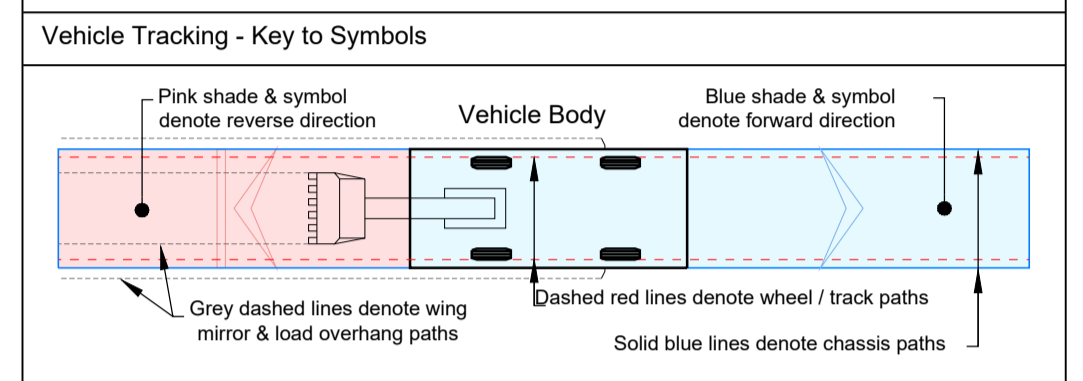 Vehicle Tracking - Key to Symbols
Pink shade & symbol
denote reverse direction
Vehicle Body
Blue shade & symbol
denote forward direction
Grey dashed lines denote wing
mirror & load overhang paths
Dashed red lines denote wheel / track paths
Solid blue lines denote chassis paths